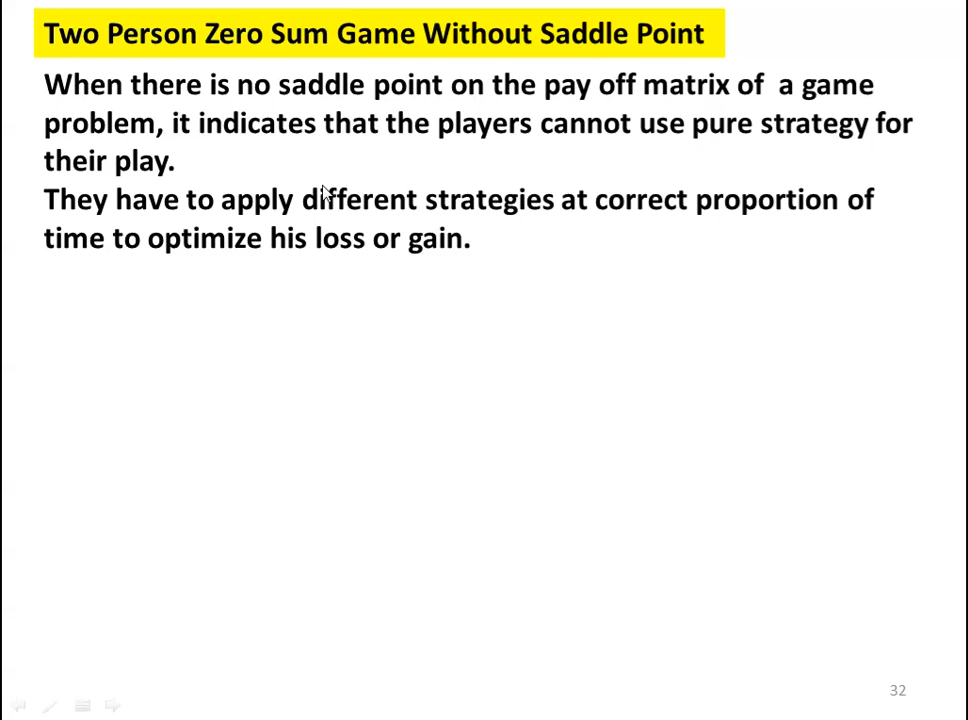 Two Person Zero Sum Game Without Saddle Point
When there is no saddle point on the pay off matrix of a game
problem, it indicates that the players cannot use pure strategy for
their play.
They have to apply different strategies at correct proportion of
time to optimize his loss or gain.
32